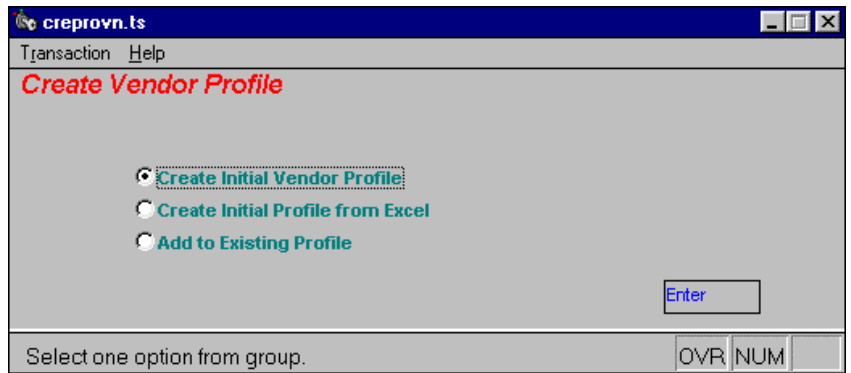 creprovn.ts
Transaction Help
Create Vendor Profile
Create Initial Vendor Profile
Create Initial Profile from Excel
Add to Existing Profile
Enter
Select one option from group. OVR NUM